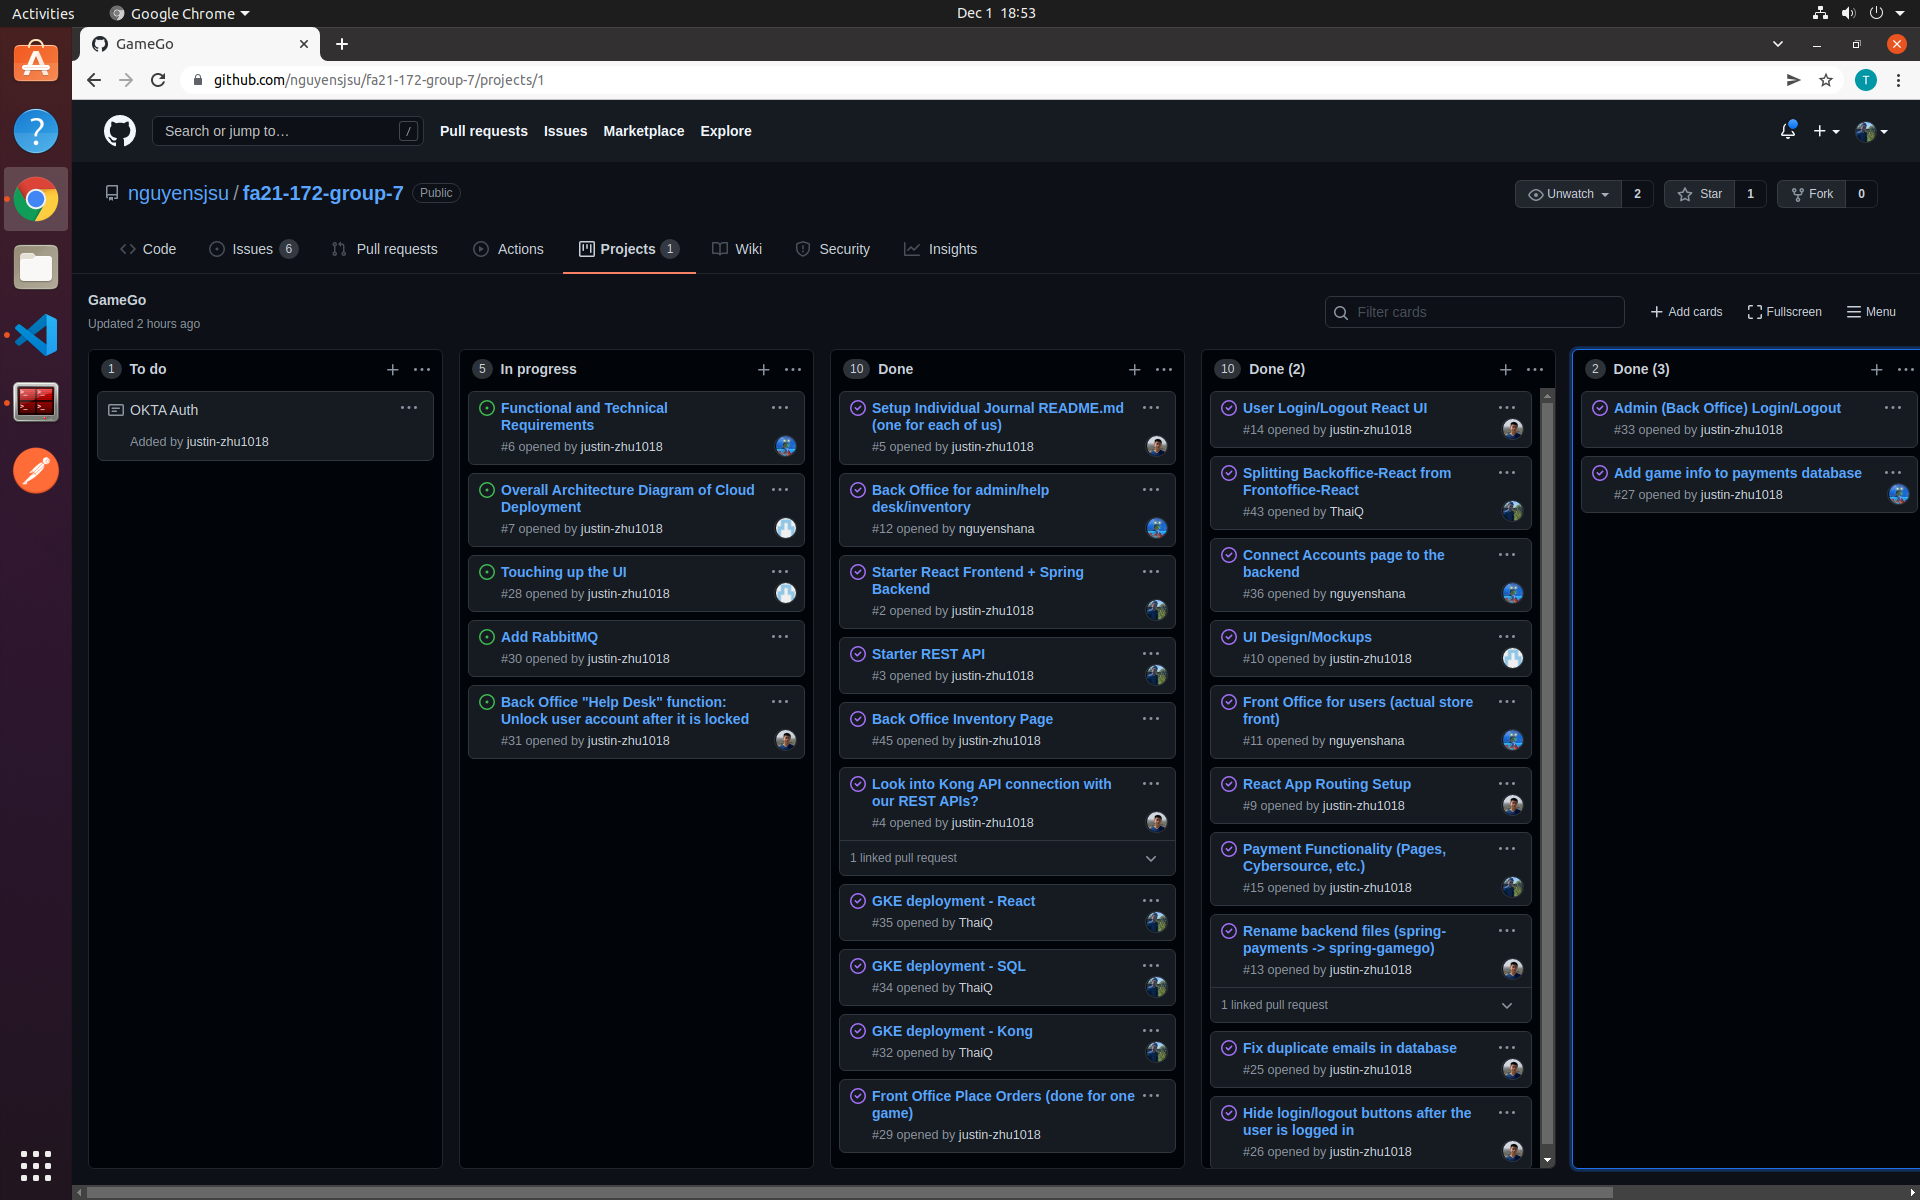 Activities
Google Chrome
Dec 1 18:53
GameGo
github.com/nguyensjsu/fa21-172-group-7/projects/1
T
Search or jump to…
/
Pull requests
Issues
Marketplace
Explore
nguyensjsu / fa21-172-group-7
Public
Unwatch
2
Star
1
Fork
0
Code
Issues 6
Pull requests
Actions
Projects 1
Wiki
Security
Insights
GameGo
Updated 2 hours ago
Filter cards
Add cards
Fullscreen
Menu
1 To do
OKTA Auth
Added by justin-zhu1018
5 In progress
Functional and Technical
Requirements
#6 opened by justin-zhu1018
Overall Architecture Diagram of Cloud
Deployment
#7 opened by justin-zhu1018
Touching up the UI
#28 opened by justin-zhu1018
Add RabbitMQ
#30 opened by justin-zhu1018
Back Office "Help Desk" function:
Unlock user account after it is locked
#31 opened by justin-zhu1018
10 Done
Setup Individual Journal README.md
(one for each of us)
#5 opened by justin-zhu1018
Back Office for admin/help
desk/inventory
#12 opened by nguyenshana
Starter React Frontend + Spring
Backend
#2 opened by justin-zhu1018
Starter REST API
#3 opened by justin-zhu1018
Back Office Inventory Page
#45 opened by justin-zhu1018
Look into Kong API connection with
our REST APIs?
#4 opened by justin-zhu1018
1 linked pull request
GKE deployment - React
#35 opened by ThaiQ
GKE deployment - SQL
#34 opened by ThaiQ
GKE deployment - Kong
#32 opened by ThaiQ
Front Office Place Orders (done for one
game)
#29 opened by justin-zhu1018
10 Done (2)
User Login/Logout React UI
#14 opened by justin-zhu1018
Splitting Backoffice-React from
Frontoffice-React
#43 opened by ThaiQ
Connect Accounts page to the
backend
#36 opened by nguyenshana
UI Design/Mockups
#10 opened by justin-zhu1018
Front Office for users (actual store
front)
#11 opened by nguyenshana
React App Routing Setup
#9 opened by justin-zhu1018
Payment Functionality (Pages,
Cybersource, etc.)
#15 opened by justin-zhu1018
Rename backend files (spring-
payments -> spring-gamego)
#13 opened by justin-zhu1018
1 linked pull request
Fix duplicate emails in database
#25 opened by justin-zhu1018
Hide login/logout buttons after the
user is logged in
#26 opened by justin-zhu1018
2 Done (3)
Admin (Back Office) Login/Logout
#33 opened by justin-zhu1018
Add game info to payments database
#27 opened by justin-zhu1018